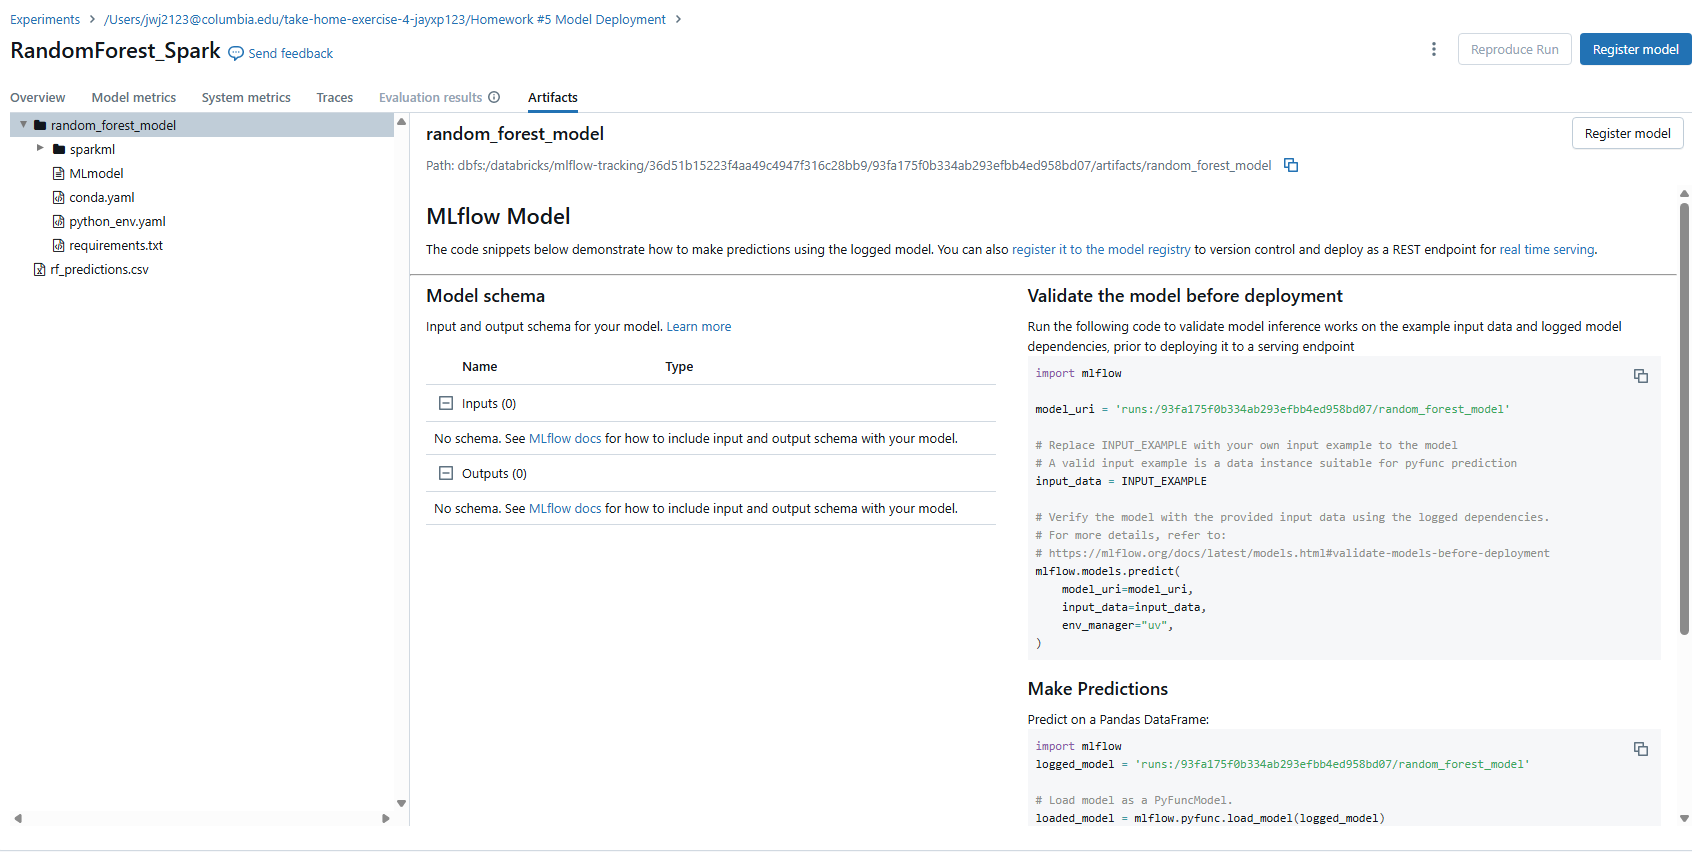 Experiments > /Users/jwj2123@columbia.edu/take-home-exercise-4-jayxp123/Homework #5 Model Deployment >
RandomForest_Spark Send feedback
Reproduce Run
Register model
Overview Model metrics System metrics Traces Evaluation results Artifacts
random_forest_model
sparkml
MLmodel
conda.yaml
python_env.yaml
requirements.txt
rf_predictions.csv
random_forest_model
Register model
Path: dbfs:/databricks/mlflow-tracking/36d51b15223f4aa49c4947f316c28bb9/93fa175f0b334ab293efbb4ed958bd07/artifacts/random_forest_model
MLflow Model
The code snippets below demonstrate how to make predictions using the logged model. You can also register it to the model registry to version control and deploy as a REST endpoint for real time serving.
Model schema
Input and output schema for your model. Learn more
Name Type
Inputs (0)
No schema. See MLflow docs for how to include input and output schema with your model.
Outputs (0)
No schema. See MLflow docs for how to include input and output schema with your model.
Validate the model before deployment
Run the following code to validate model inference works on the example input data and logged model
dependencies, prior to deploying it to a serving endpoint
import mlflow
model_uri = 'runs:/93fa175f0b334ab293efbb4ed958bd07/random_forest_model'
# Replace INPUT_EXAMPLE with your own input example to the model
# A valid input example is a data instance suitable for pyfunc prediction
input_data = INPUT_EXAMPLE
# Verify the model with the provided input data using the logged dependencies.
# For more details, refer to:
# https://mlflow.org/docs/latest/models.html#validate-models-before-deployment
mlflow.models.predict(
    model_uri=model_uri,
    input_data=input_data,
    env_manager="uv",
)
Make Predictions
Predict on a Pandas DataFrame:
import mlflow
logged_model = 'runs:/93fa175f0b334ab293efbb4ed958bd07/random_forest_model'
# Load model as a PyFuncModel.
loaded_model = mlflow.pyfunc.load_model(logged_model)